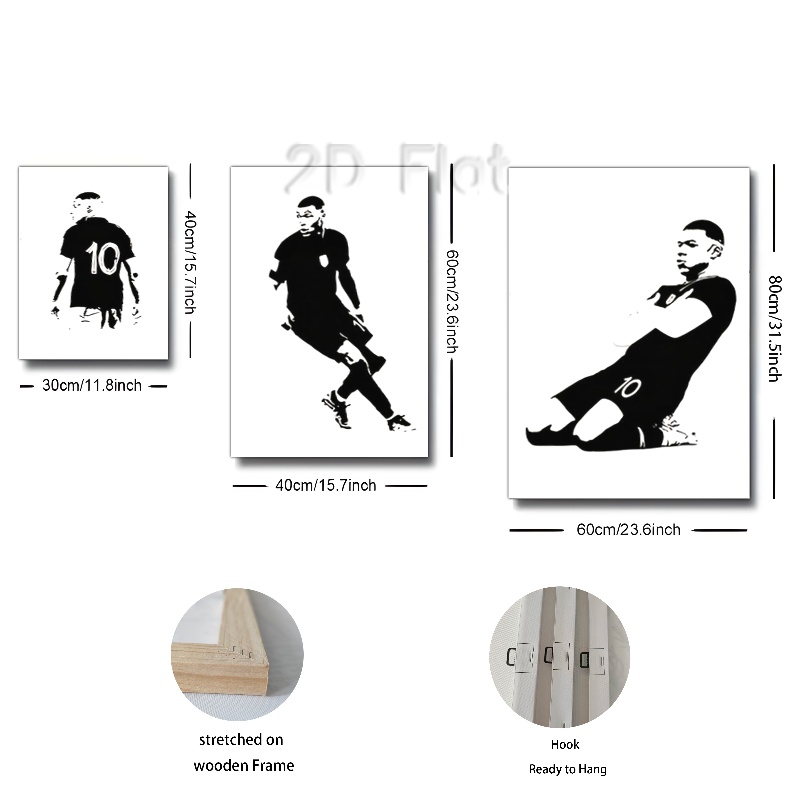 2D Flat
10
40cm/15.7inch
30cm/11.8inch
60cm/23.6inch
40cm/15.7inch
10
80cm/31.5inch
60cm/23.6inch
stretched on
wooden Frame
Hook
Ready to Hang